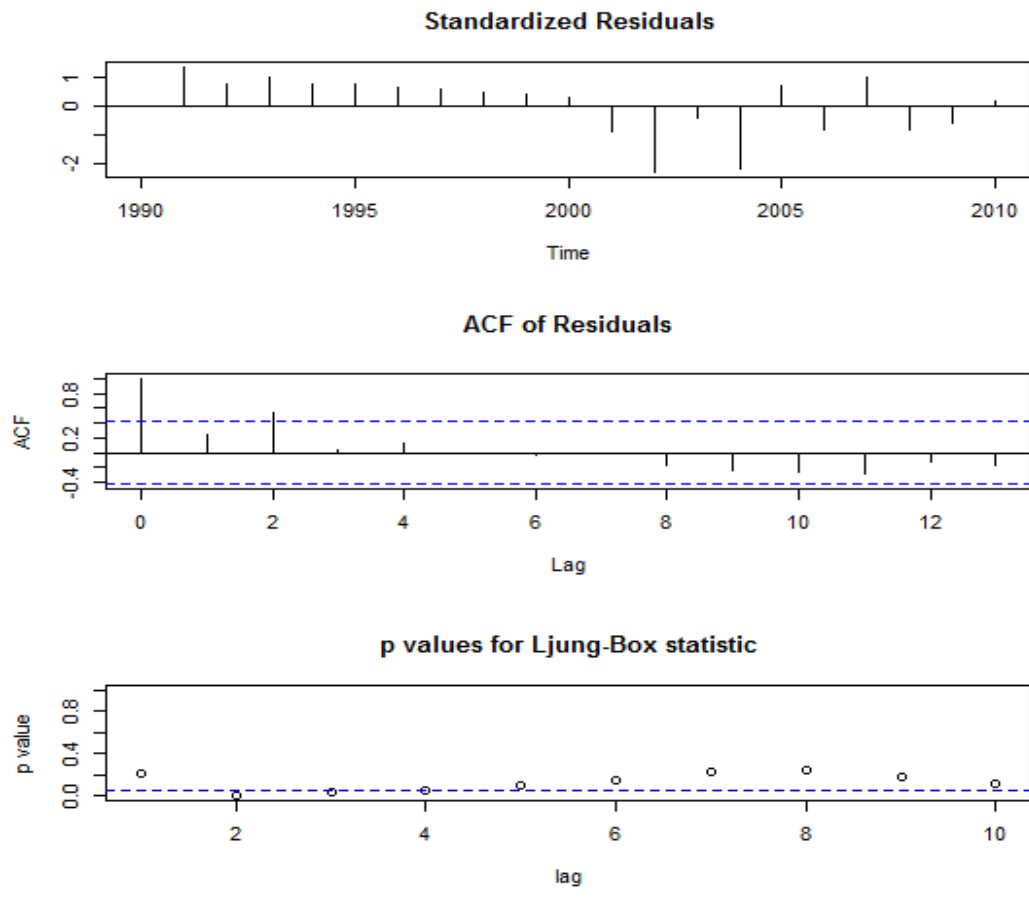 Standardized Residuals
1
0
-2
1990 1995 2000 2005 2010
Time
ACF of Residuals
ACF
0.8
0.2
-0.4
0 2 4 6 8 10 12
Lag
p values for Ljung-Box statistic
p value
0.8
0.4
0.0
2 4 6 8 10
lag